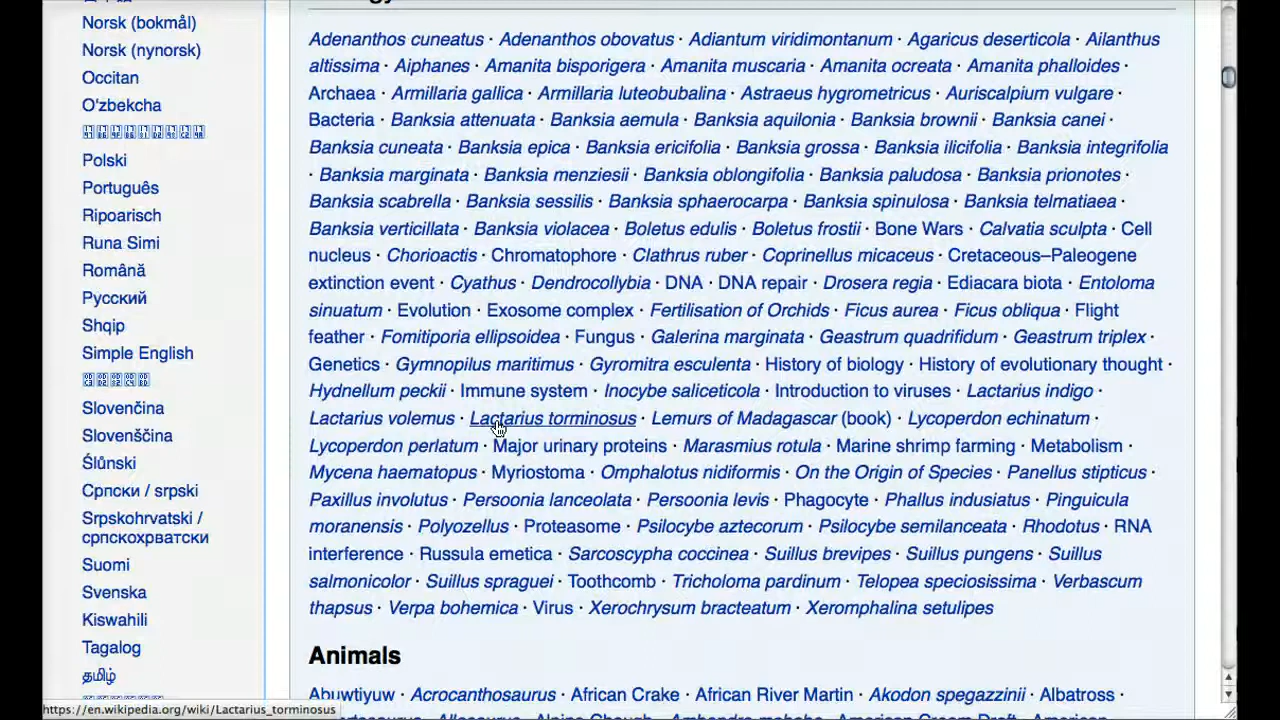 Norsk (bokmål)
Norsk (nynorsk)
Occitan
O'zbekcha
Polski
Português
Ripoarisch
Runa Simi
Română
Русский
Shqip
Simple English
Slovenčina
Slovenščina
Ślůnski
Српски / srpski
Srpskohrvatski /
српскохрватски
Suomi
Svenska
Kiswahili
Tagalog
தமிழ்
Adenanthos cuneatus · Adenanthos obovatus · Adiantum viridimontanum · Agaricus deserticola · Ailanthus
altissima · Aiphanes · Amanita bisporigera · Amanita muscaria · Amanita ocreata · Amanita phalloides ·
Archaea · Armillaria gallica · Armillaria luteobubalina · Astraeus hygrometricus · Auriscalpium vulgare ·
Bacteria · Banksia attenuata · Banksia aemula · Banksia aquilonia · Banksia brownii · Banksia canei ·
Banksia cuneata · Banksia epica · Banksia ericifolia · Banksia grossa · Banksia ilicifolia · Banksia integrifolia
· Banksia marginata · Banksia menziesii · Banksia oblongifolia · Banksia paludosa · Banksia prionotes ·
Banksia scabrella · Banksia sessilis · Banksia sphaerocarpa · Banksia spinulosa · Banksia telmatiaea ·
Banksia verticillata · Banksia violacea · Boletus edulis · Boletus frostii · Bone Wars · Calvatia sculpta · Cell
nucleus · Chorioactis · Chromatophore · Clathrus ruber · Coprinellus micaceus · Cretaceous–Paleogene
extinction event · Cyathus · Dendrocollybia · DNA · DNA repair · Drosera regia · Ediacara biota · Entoloma
sinuatum · Evolution · Exosome complex · Fertilisation of Orchids · Ficus aurea · Ficus obliqua · Flight
feather · Fomitiporia ellipsoidea · Fungus · Galerina marginata · Geastrum quadrifidum · Geastrum triplex ·
Genetics · Gymnopilus maritimus · Gyromitra esculenta · History of biology · History of evolutionary thought ·
Hydnellum peckii · Immune system · Inocybe saliceticola · Introduction to viruses · Lactarius indigo ·
Lactarius volemus · Lactarius torminosus · Lemurs of Madagascar (book) · Lycoperdon echinatum ·
Lycoperdon perlatum · Major urinary proteins · Marasmius rotula · Marine shrimp farming · Metabolism ·
Mycena haematopus · Myriostoma · Omphalotus nidiformis · On the Origin of Species · Panellus stipticus ·
Paxillus involutus · Persoonia lanceolata · Persoonia levis · Phagocyte · Phallus indusiatus · Pinguicula
moranensis · Polyozellus · Proteasome · Psilocybe aztecorum · Psilocybe semilanceata · Rhodotus · RNA
interference · Russula emetica · Sarcoscypha coccinea · Suillus brevipes · Suillus pungens · Suillus
salmonicolor · Suillus spraguei · Toothcomb · Tricholoma pardinum · Telopea speciosissima · Verbascum
thapsus · Verpa bohemica · Virus · Xerochrysum bracteatum · Xeromphalina setulipes
Animals
Abuwtiyuw · Acrocanthosaurus · African Crake · African River Martin · Akodon spegazzinii · Albatross ·
https://en.wikipedia.org/wiki/Lactarius_torminosus